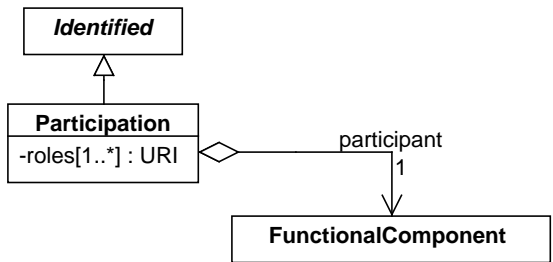 Identified
Participation
-roles[1..*] : URI
participant
1
FunctionalComponent